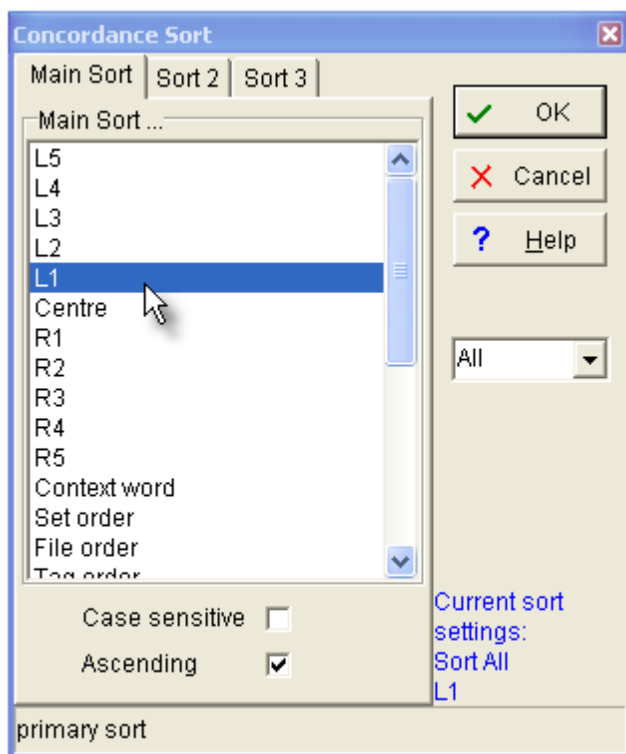 Concordance Sort
Main Sort
Sort 2
Sort 3
Main Sort ...
L5
L4
L3
L2
L1
Centre
R1
R2
R3
R4
R5
Context word
Set order
File order
Tag order
Case sensitive
Ascending
OK
Cancel
? Help
All
Current sort
settings:
Sort All
L1
primary sort